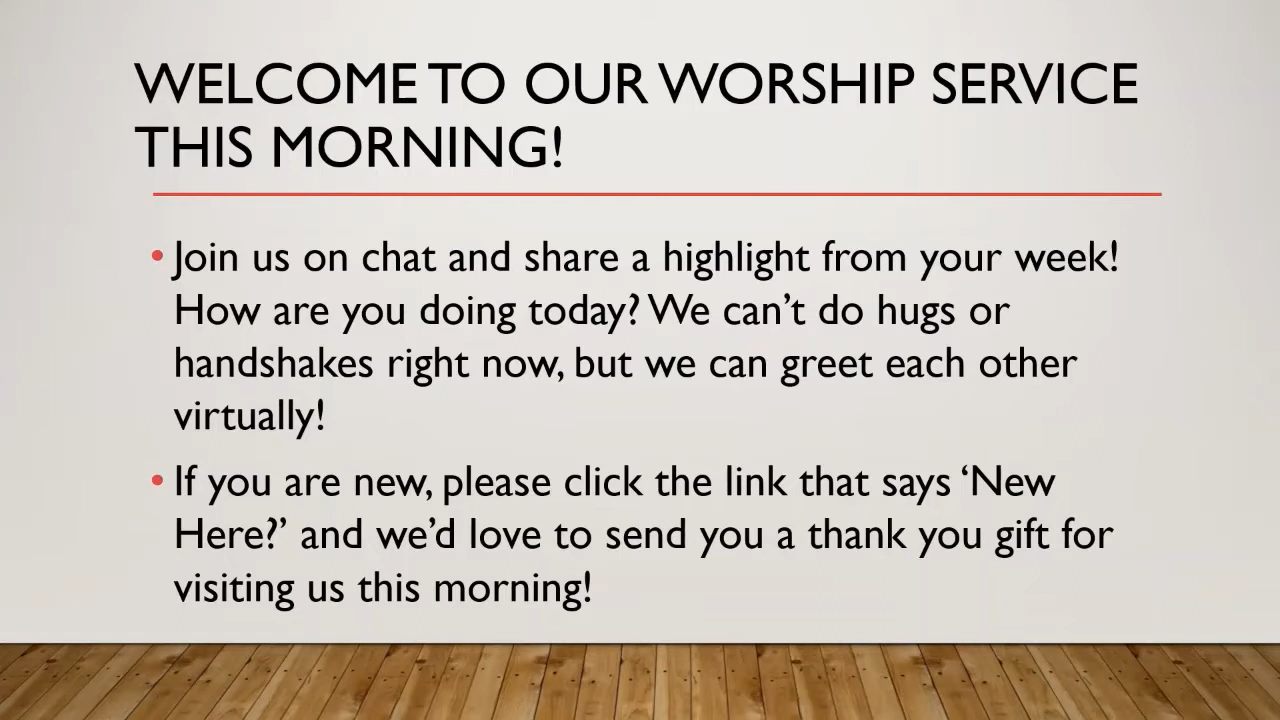 WELCOME TO OUR WORSHIP SERVICE
THIS MORNING!
• Join us on chat and share a highlight from your week!
How are you doing today? We can’t do hugs or
handshakes right now, but we can greet each other
virtually!
• If you are new, please click the link that says ‘New
Here?’ and we’d love to send you a thank you gift for
visiting us this morning!